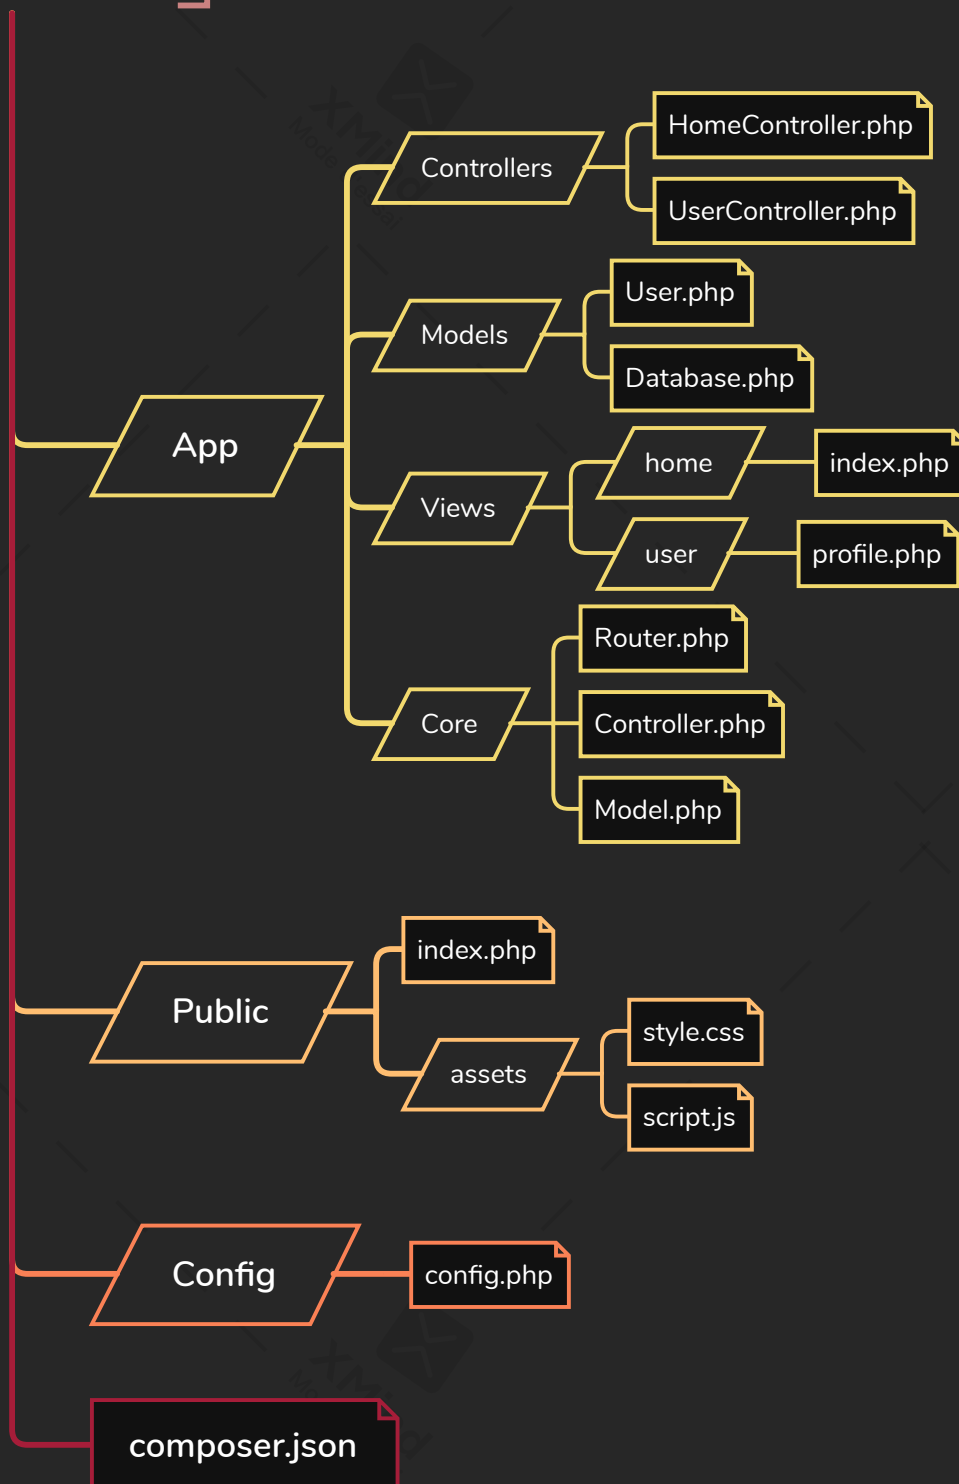 HomeController.php
Controllers
UserController.php
User.php
Models
Database.php
App
home
index.php
Views
user
profile.php
Router.php
Core
Controller.php
Model.php
index.php
Public
style.css
assets
script.js
Config
config.php
composer.json
XMind
XMind